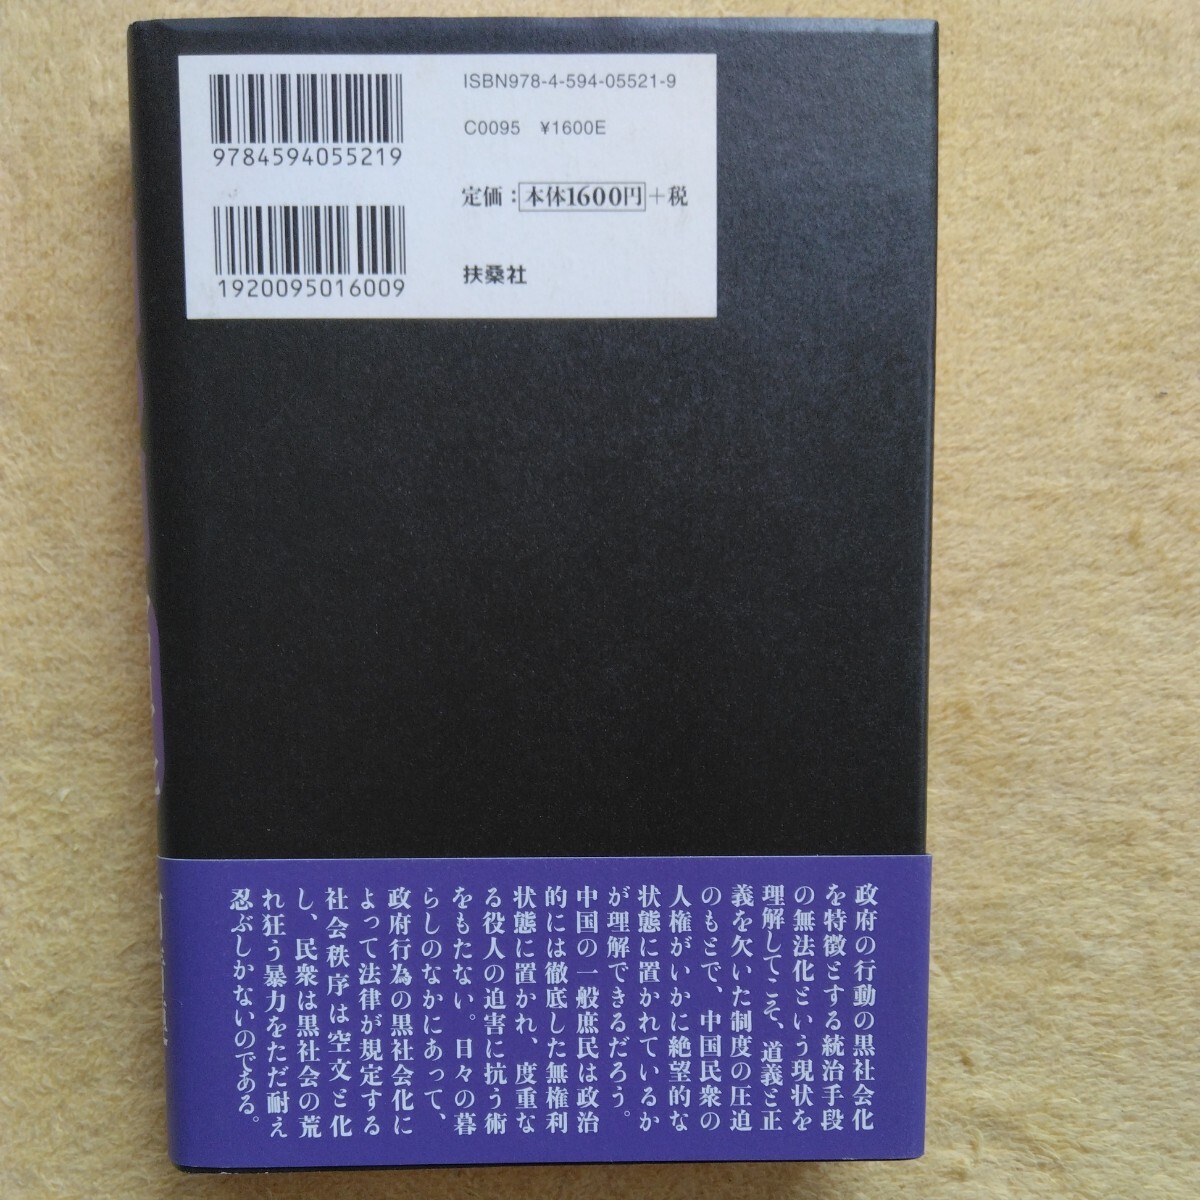 ISBN978-4-594-05521-9
C0095 ¥1600E
9784594055219
定価：本体1600円＋税
1920095016009
扶桑社
政府の行動の黒社会化
を特徴とする統治手段
の無法化という現状を
理解してこそ、道義と正
義を欠いた制度の圧迫
のもとで、中国民衆の
人権がいかに絶望的な
状態に置かれているか
が理解できるだろう。
中国の一般庶民は政治
的には徹底した無権利
状態に置かれ、度重な
る役人の迫害に抗う術
をもたない。日々の暮
らしのなかにあって、
政府行為の黒社会化に
よって法律が規定する
社会秩序は空文と化
し、民衆は黒社会の荒
れ狂う暴力をただ耐え
忍ぶしかないのである。